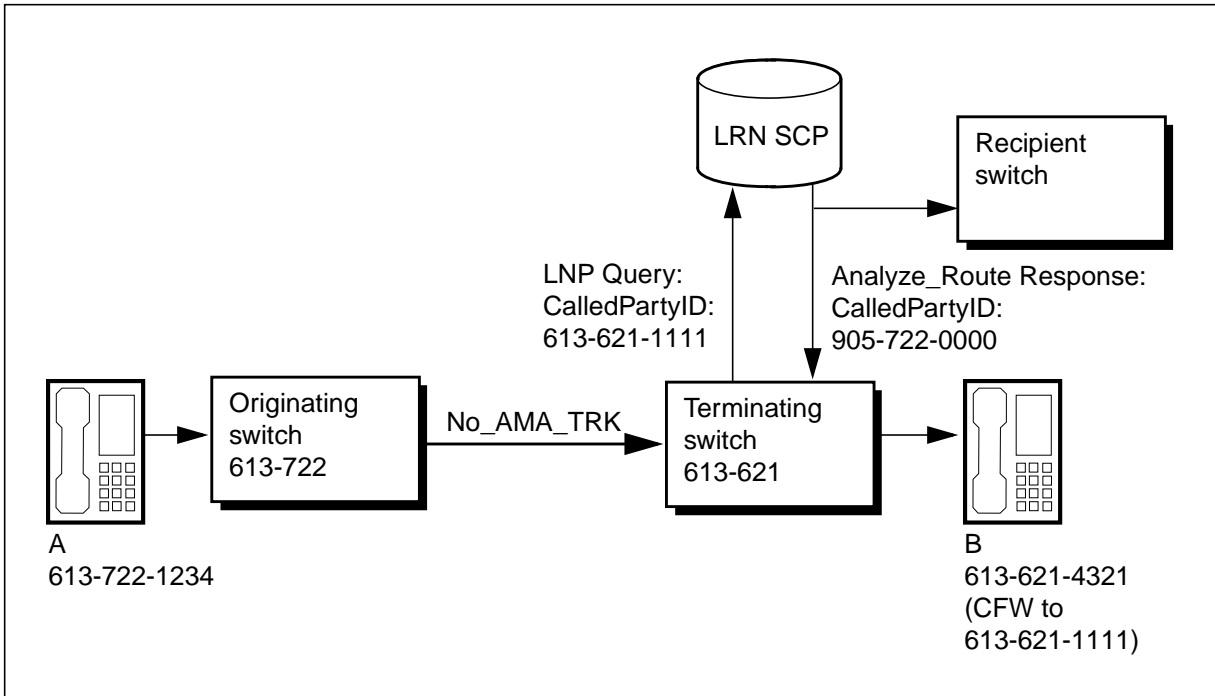 LRN SCP
Recipient
switch
LNP Query:
CalledPartyID:
613-621-1111
Analyze_Route Response:
CalledPartyID:
905-722-0000
Originating
switch
613-722
No_AMA_TRK
Terminating
switch
613-621
A
613-722-1234
B
613-621-4321
(CFW to
613-621-1111)